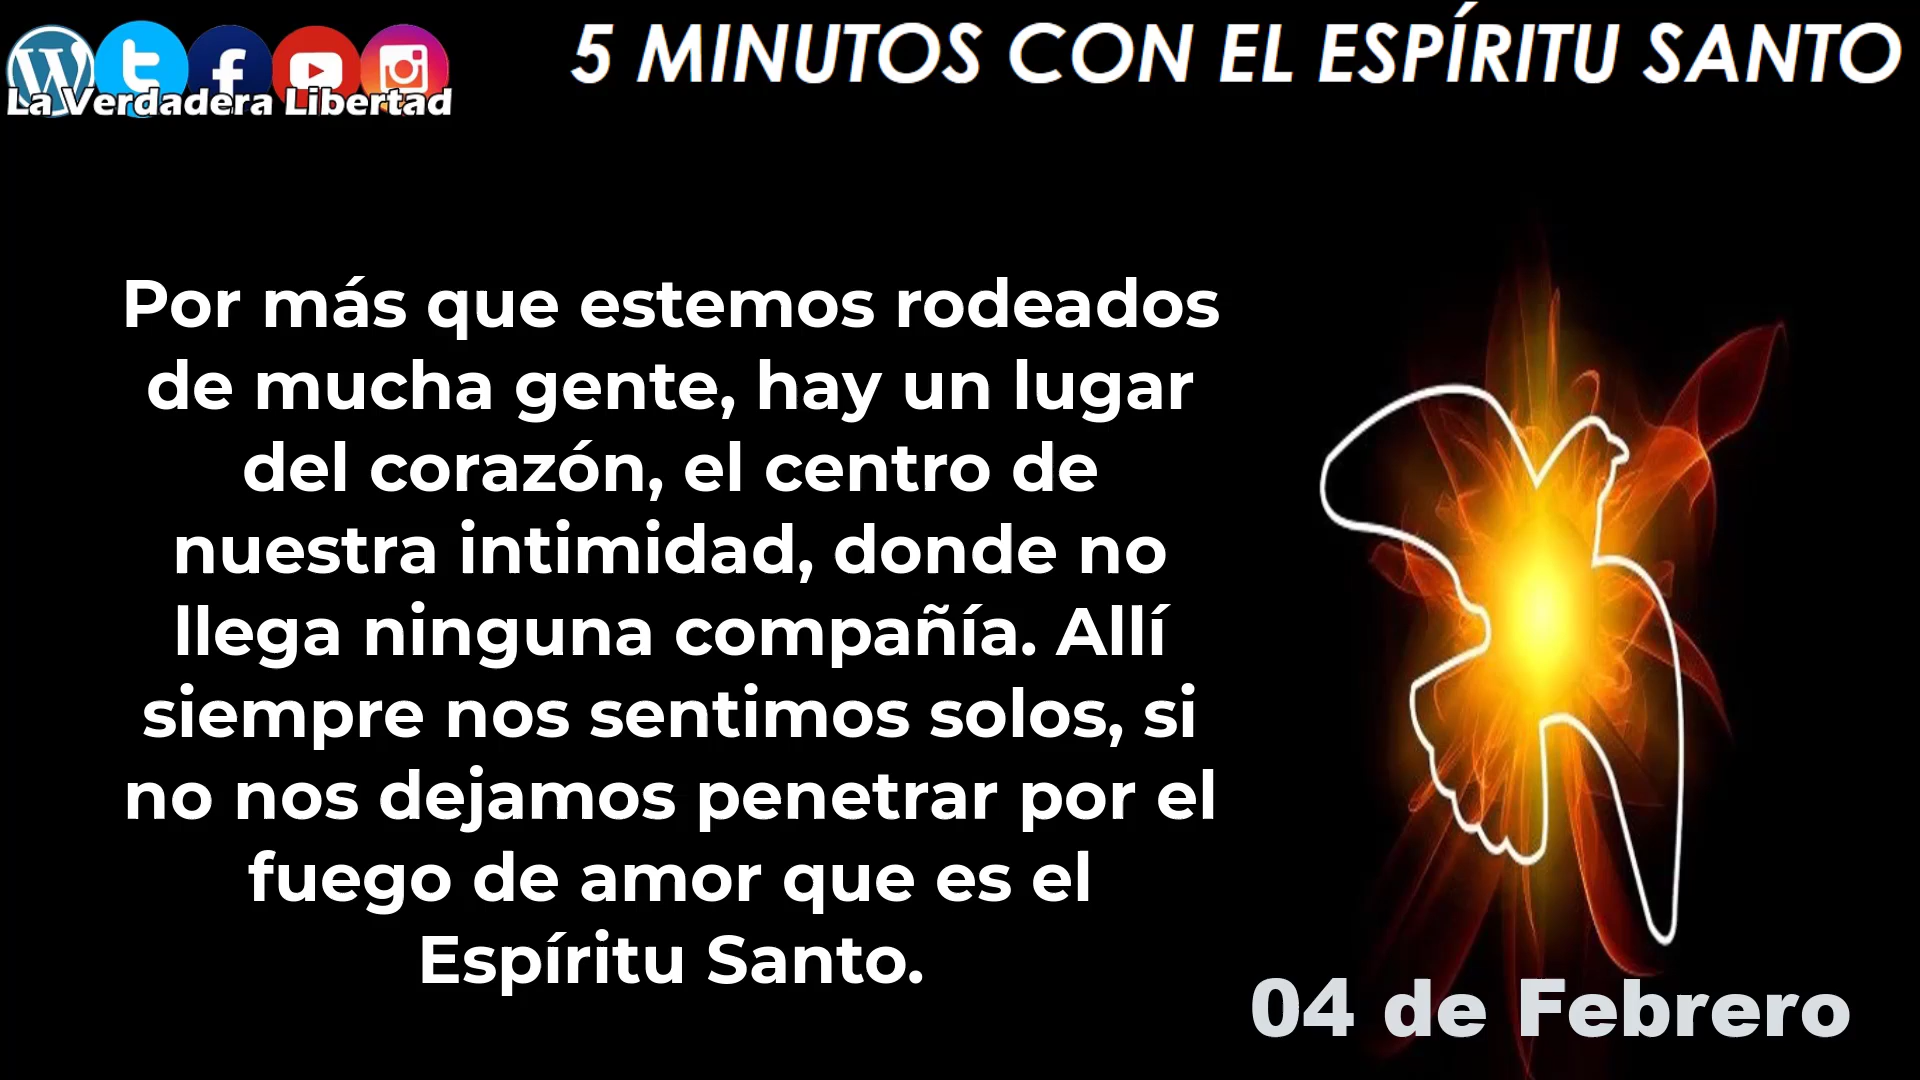 La Verdadera Libertad
5 MINUTOS CON EL ESPÍRITU SANTO
Por más que estemos rodeados
de mucha gente, hay un lugar
del corazón, el centro de
nuestra intimidad, donde no
llega ninguna compañía. Allí
siempre nos sentimos solos, si
no nos dejamos penetrar por el
fuego de amor que es el
Espíritu Santo.
04 de Febrero